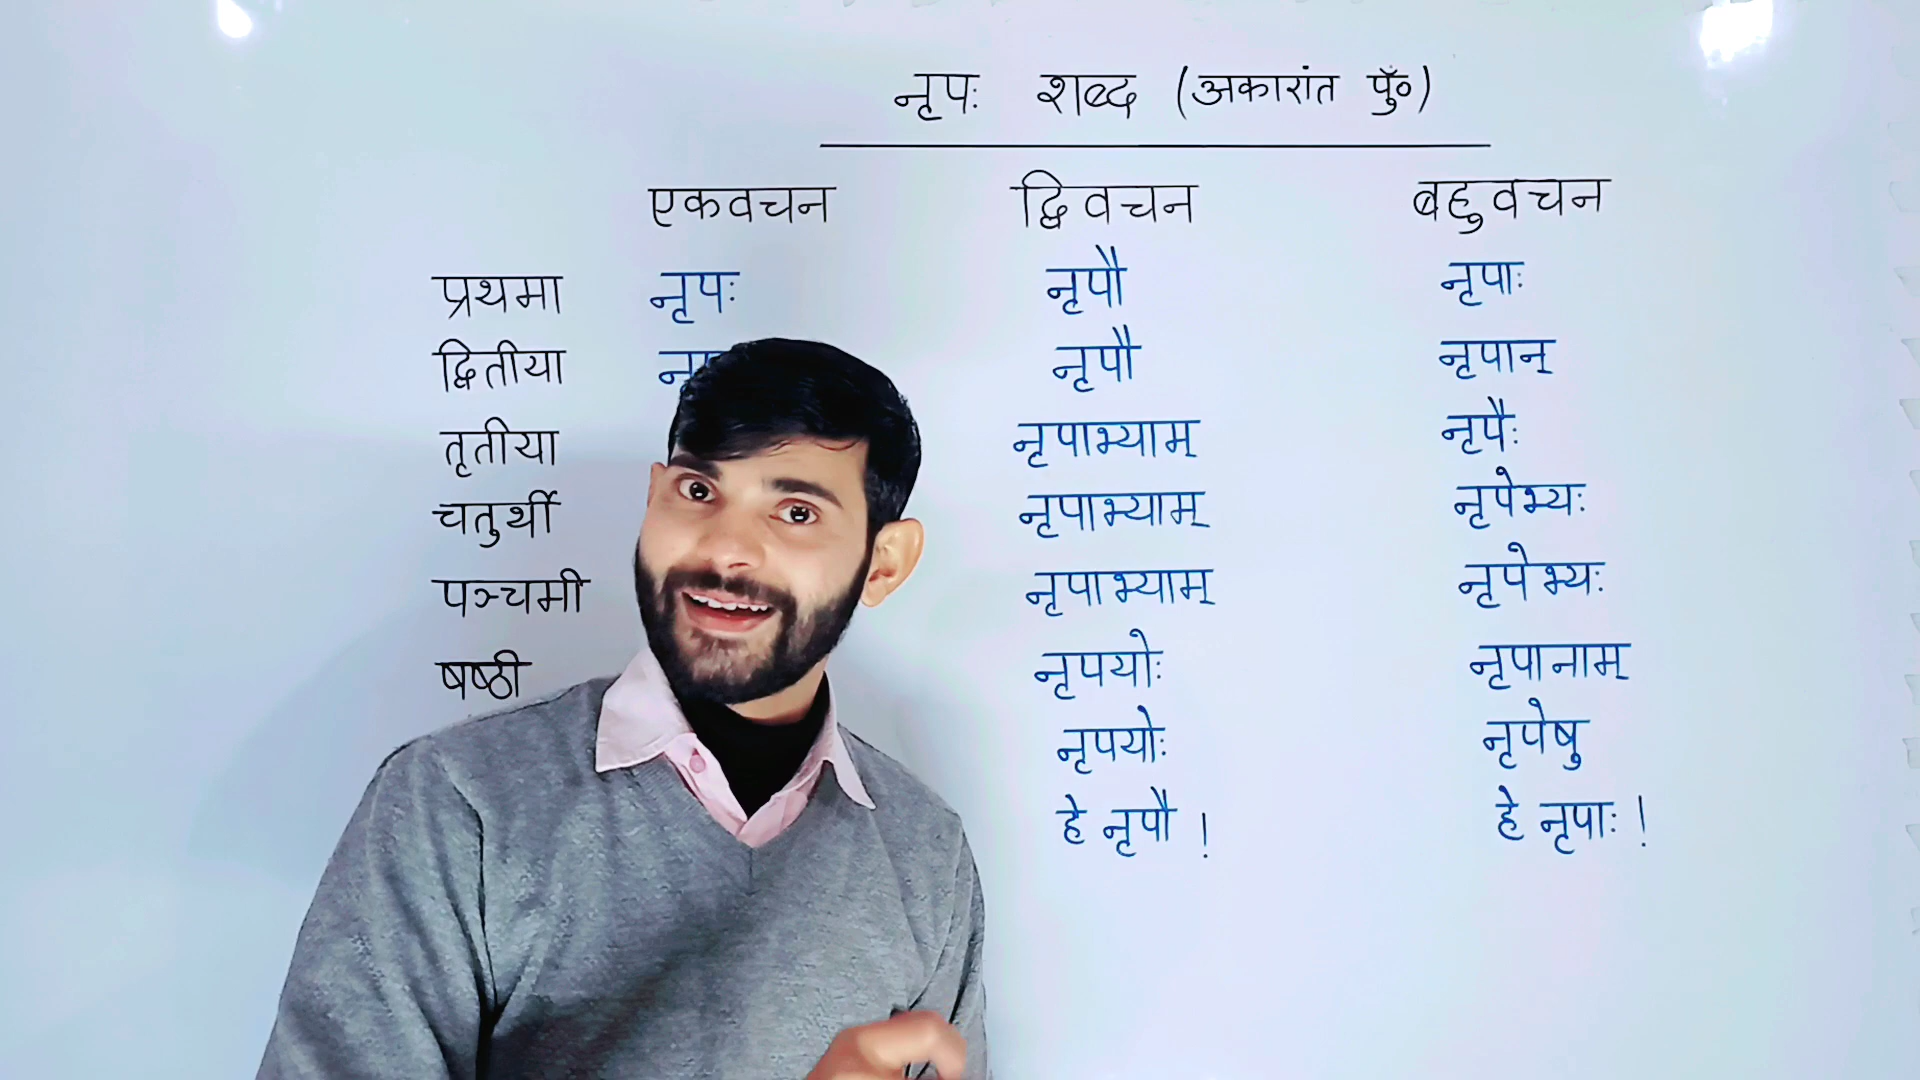 नृपः शब्द (अकारांत पुँ०)
एकवचन द्विवचन बहुवचन
प्रथमा नृपः नृपौ नृपाः
द्वितीया नृपौ नृपान्
तृतीया नृपाभ्याम् नृपैः
चतुर्थी नृपाभ्याम् नृपेभ्यः
पञ्चमी नृपाभ्याम् नृपेभ्यः
षष्ठी नृपयोः नृपानाम्
नृपयोः नृपेषु
हे नृपौ ! हे नृपाः !